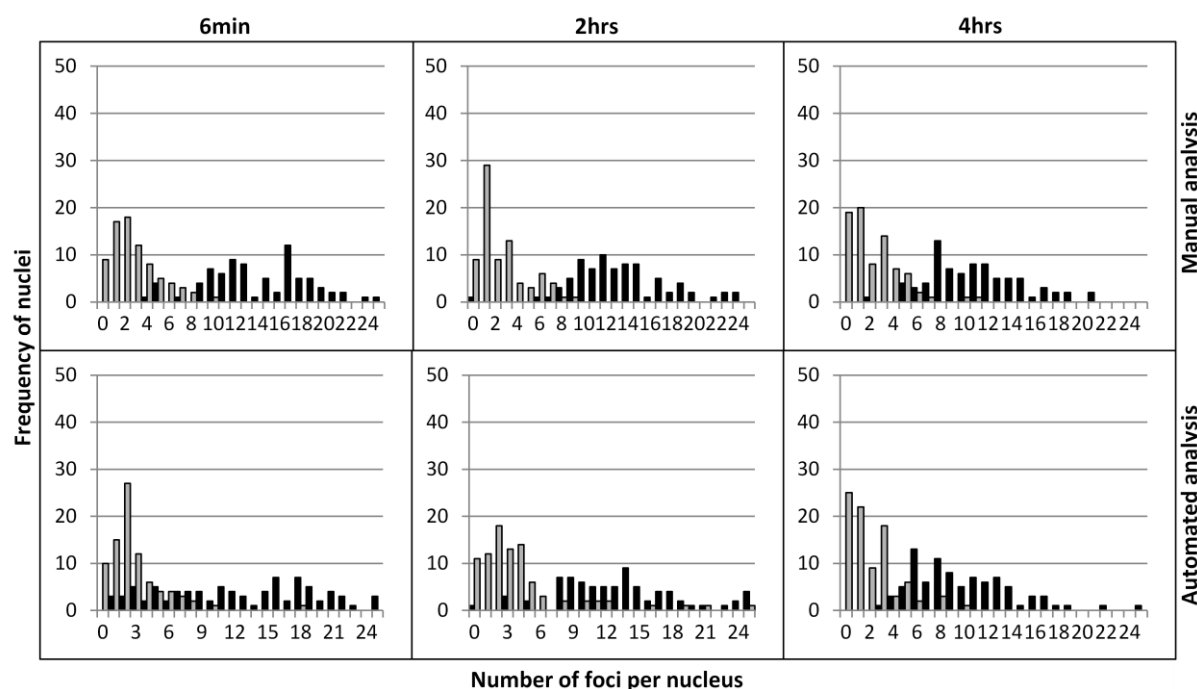 6min 2hrs 4hrs
50 50 50
40 40 40
30 30 30
20 20 20
10 10 10
0 0 0
0 2 4 6 8 10 12 14 16 18 20 22 24 0 2 4 6 8 10 12 14 16 18 20 22 24 0 2 4 6 8 10 12 14 16 18 20 22 24
Manual analysis
Frequency of nuclei
50 50 50
40 40 40
30 30 30
20 20 20
10 10 10
0 0 0
0 3 6 9 12 15 18 21 24 0 3 6 9 12 15 18 21 24 0 2 4 6 8 10 12 14 16 18 20 22 24
Automated analysis
Number of foci per nucleus